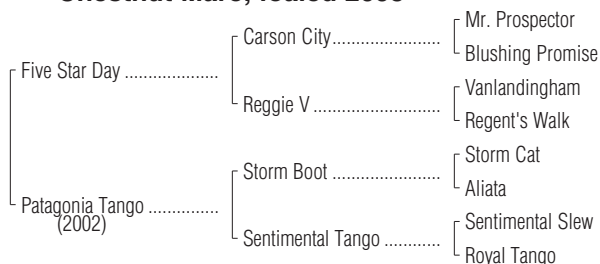 Chestnut Mare; foaled
Mr. Prospector
Carson City.......................
Blushing Promise
Five Star Day ....................
Vanlandingham
Reggie V ...........................
Regent's Walk
Storm Cat
Storm Boot .......................
Aliata
Patagonia Tango ...............
(2002)
Sentimental Slew
Sentimental Tango ............
Royal Tango